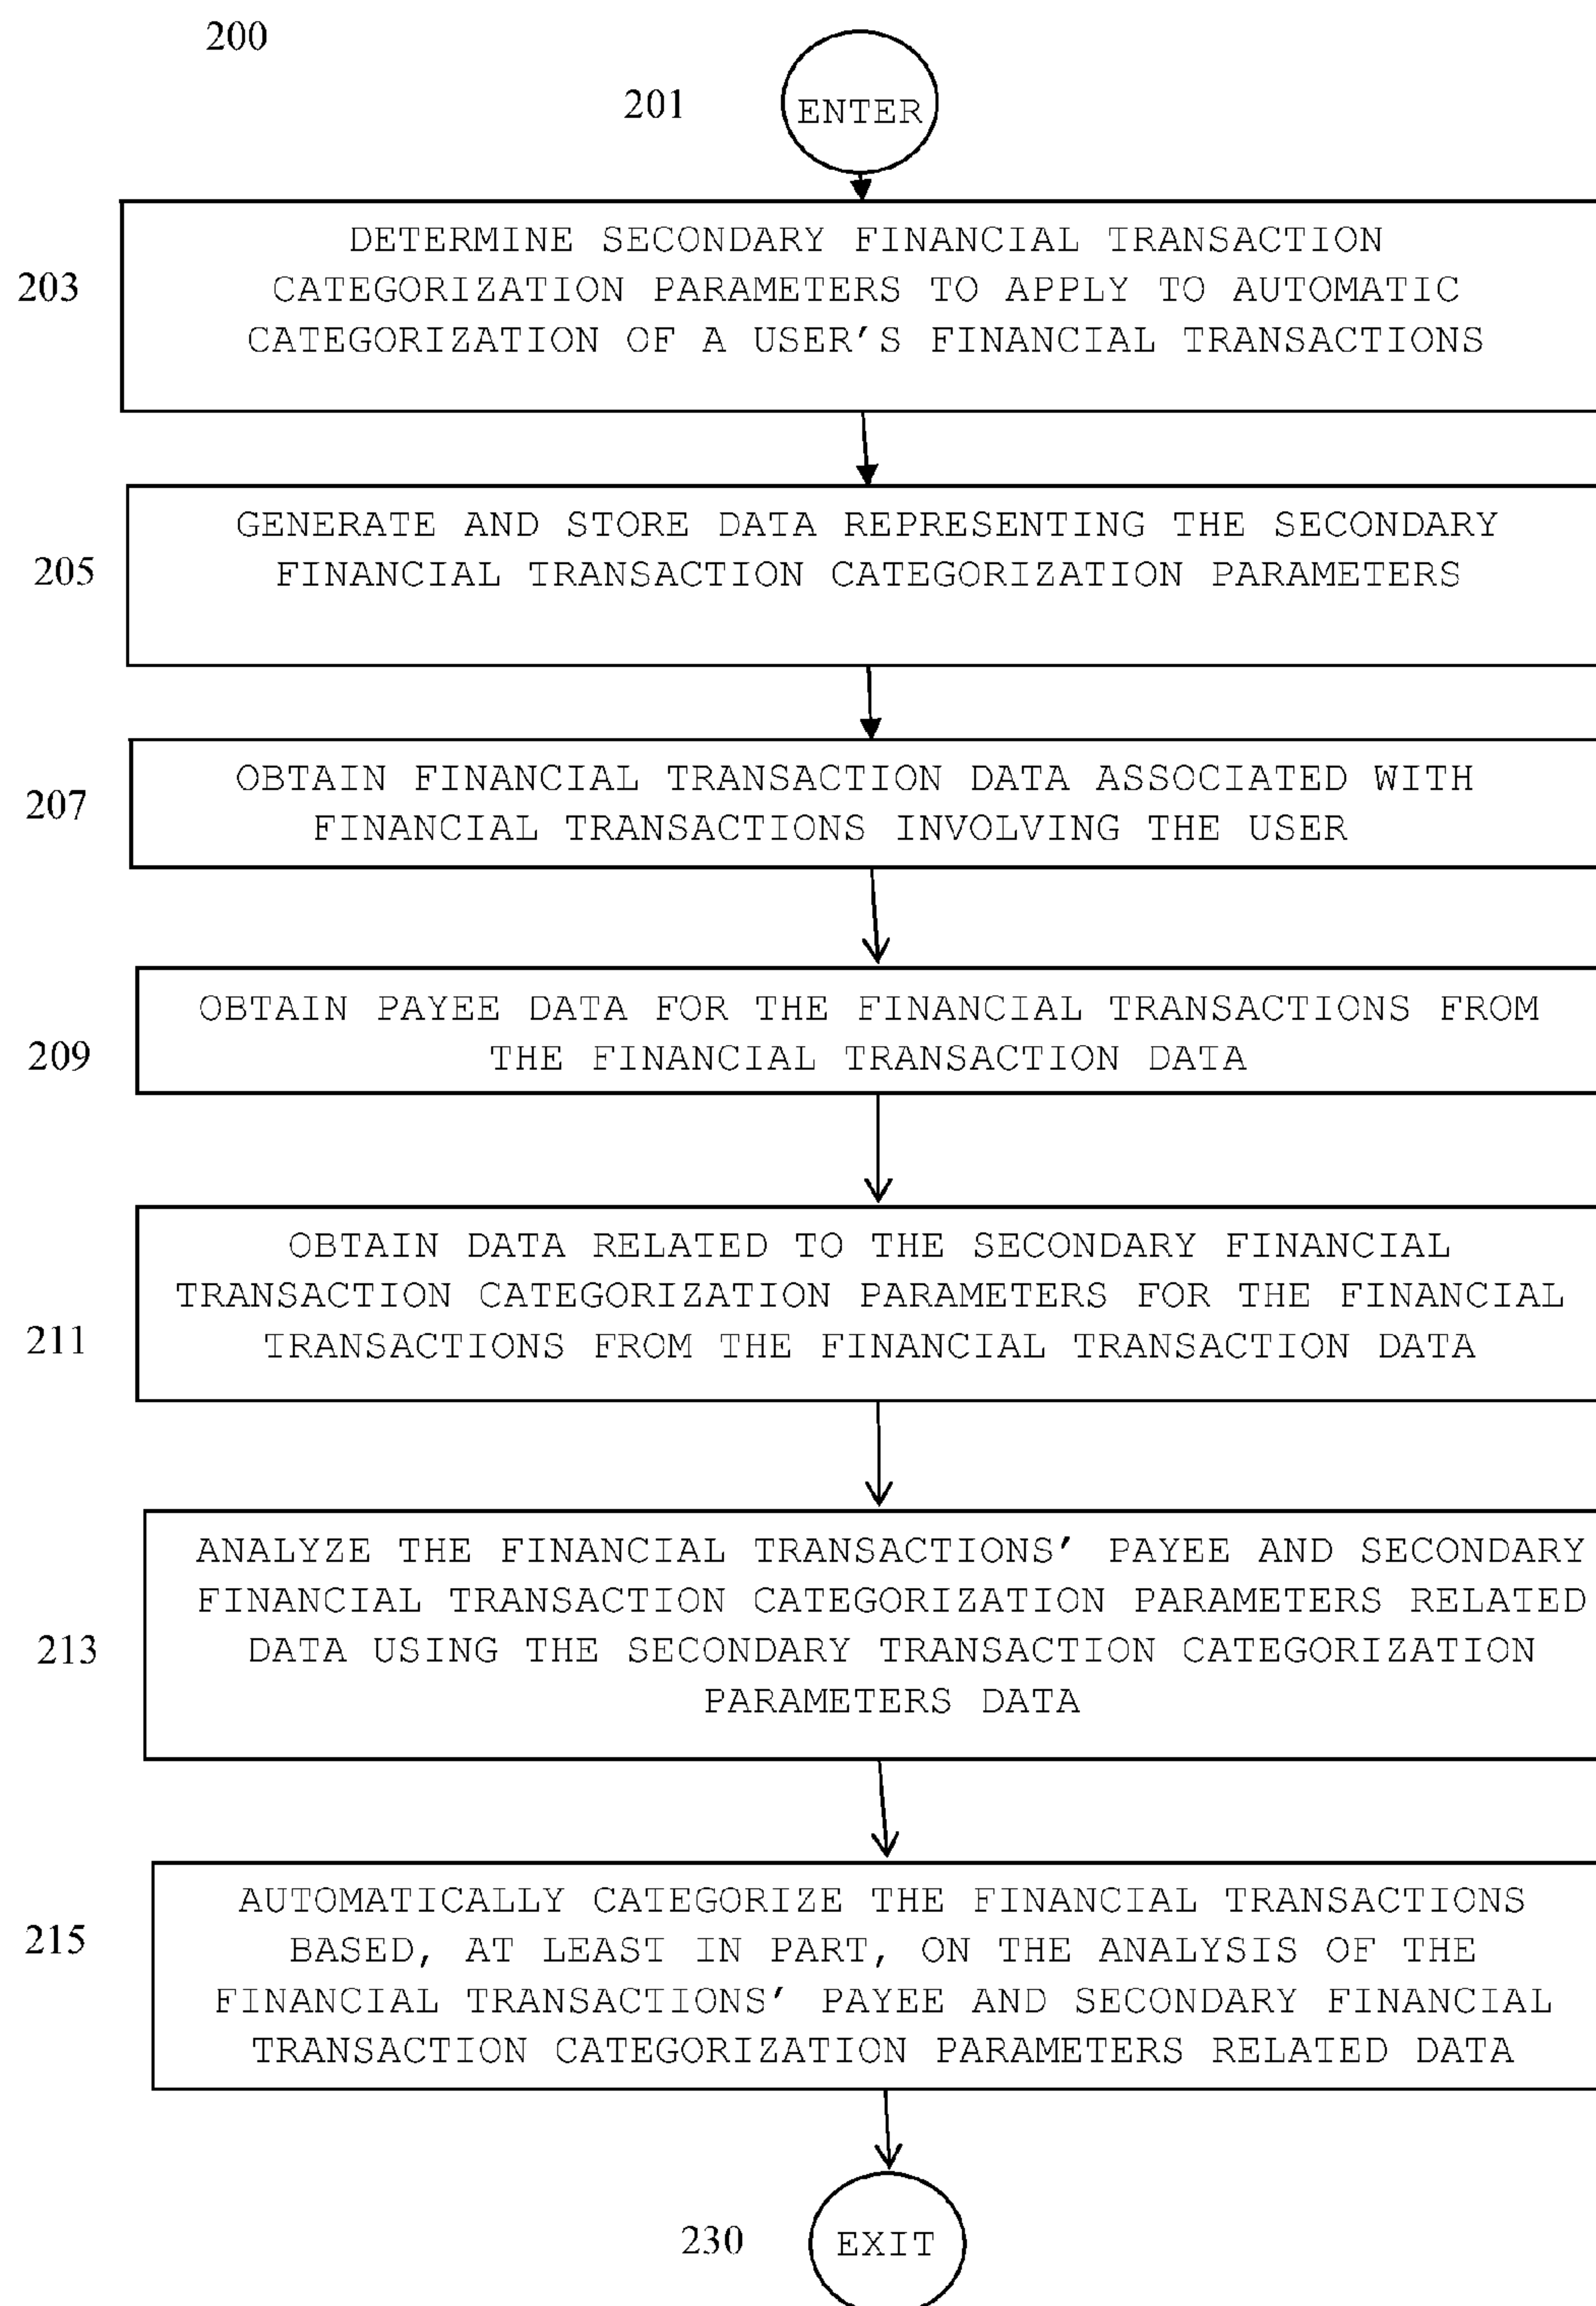 200
201
ENTER
203
DETERMINE SECONDARY FINANCIAL TRANSACTION
CATEGORIZATION PARAMETERS TO APPLY TO AUTOMATIC
CATEGORIZATION OF A USER'S FINANCIAL TRANSACTIONS
205
GENERATE AND STORE DATA REPRESENTING THE SECONDARY
FINANCIAL TRANSACTION CATEGORIZATION PARAMETERS
207
OBTAIN FINANCIAL TRANSACTION DATA ASSOCIATED WITH
FINANCIAL TRANSACTIONS INVOLVING THE USER
209
OBTAIN PAYEE DATA FOR THE FINANCIAL TRANSACTIONS FROM
THE FINANCIAL TRANSACTION DATA
211
OBTAIN DATA RELATED TO THE SECONDARY FINANCIAL
TRANSACTION CATEGORIZATION PARAMETERS FOR THE FINANCIAL
TRANSACTIONS FROM THE FINANCIAL TRANSACTION DATA
213
ANALYZE THE FINANCIAL TRANSACTIONS' PAYEE AND SECONDARY
FINANCIAL TRANSACTION CATEGORIZATION PARAMETERS RELATED
DATA USING THE SECONDARY TRANSACTION CATEGORIZATION
PARAMETERS DATA
215
AUTOMATICALLY CATEGORIZE THE FINANCIAL TRANSACTIONS
BASED, AT LEAST IN PART, ON THE ANALYSIS OF THE
FINANCIAL TRANSACTIONS' PAYEE AND SECONDARY FINANCIAL
TRANSACTION CATEGORIZATION PARAMETERS RELATED DATA
230
EXIT